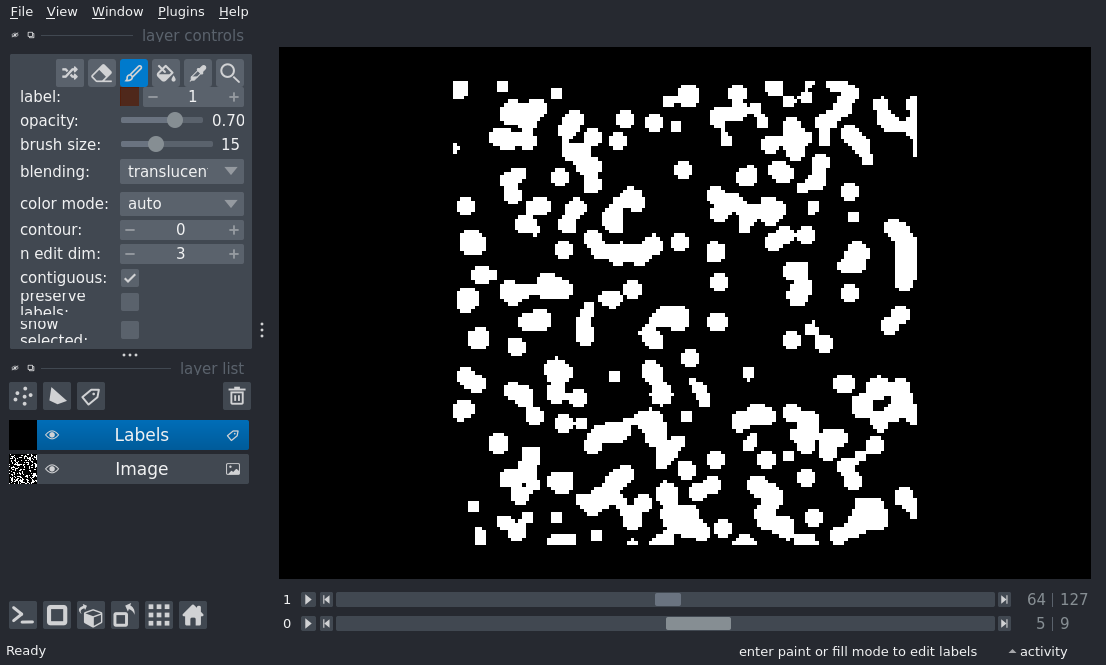 File View Window Plugins Help
layer controls
label: 1
opacity: 0.70
brush size: 15
blending: translucen
color mode: auto
contour: 0
n edit dim: 3
contiguous:
preserve
labels:
show
selected:
layer list
Labels
Image
1 64 | 127
0 5 | 9
Ready enter paint or fill mode to edit labels activity